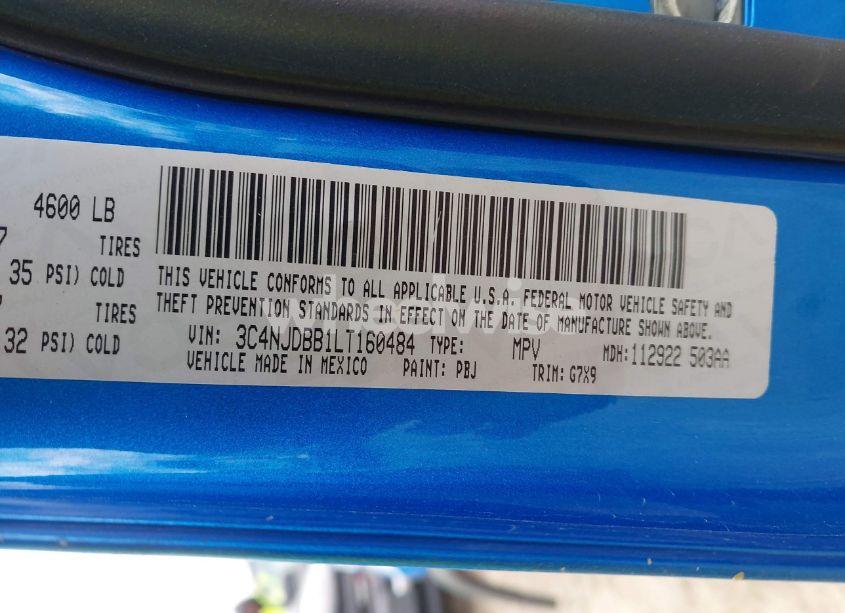 4600 LB
TIRES
35 PSI) COLD
TIRES
32 PSI) COLD
THIS VEHICLE CONFORMS TO ALL APPLICABLE U.S.A. FEDERAL MOTOR VEHICLE SAFETY AND
THEFT PREVENTION STANDARDS IN EFFECT ON THE DATE OF MANUFACTURE SHOWN ABOVE.
VIN: 3C4NJDBB1LT160484 TYPE: MPV MDH: 112922 503AA
VEHICLE MADE IN MEXICO PAINT: PBJ TRIM: G7X9